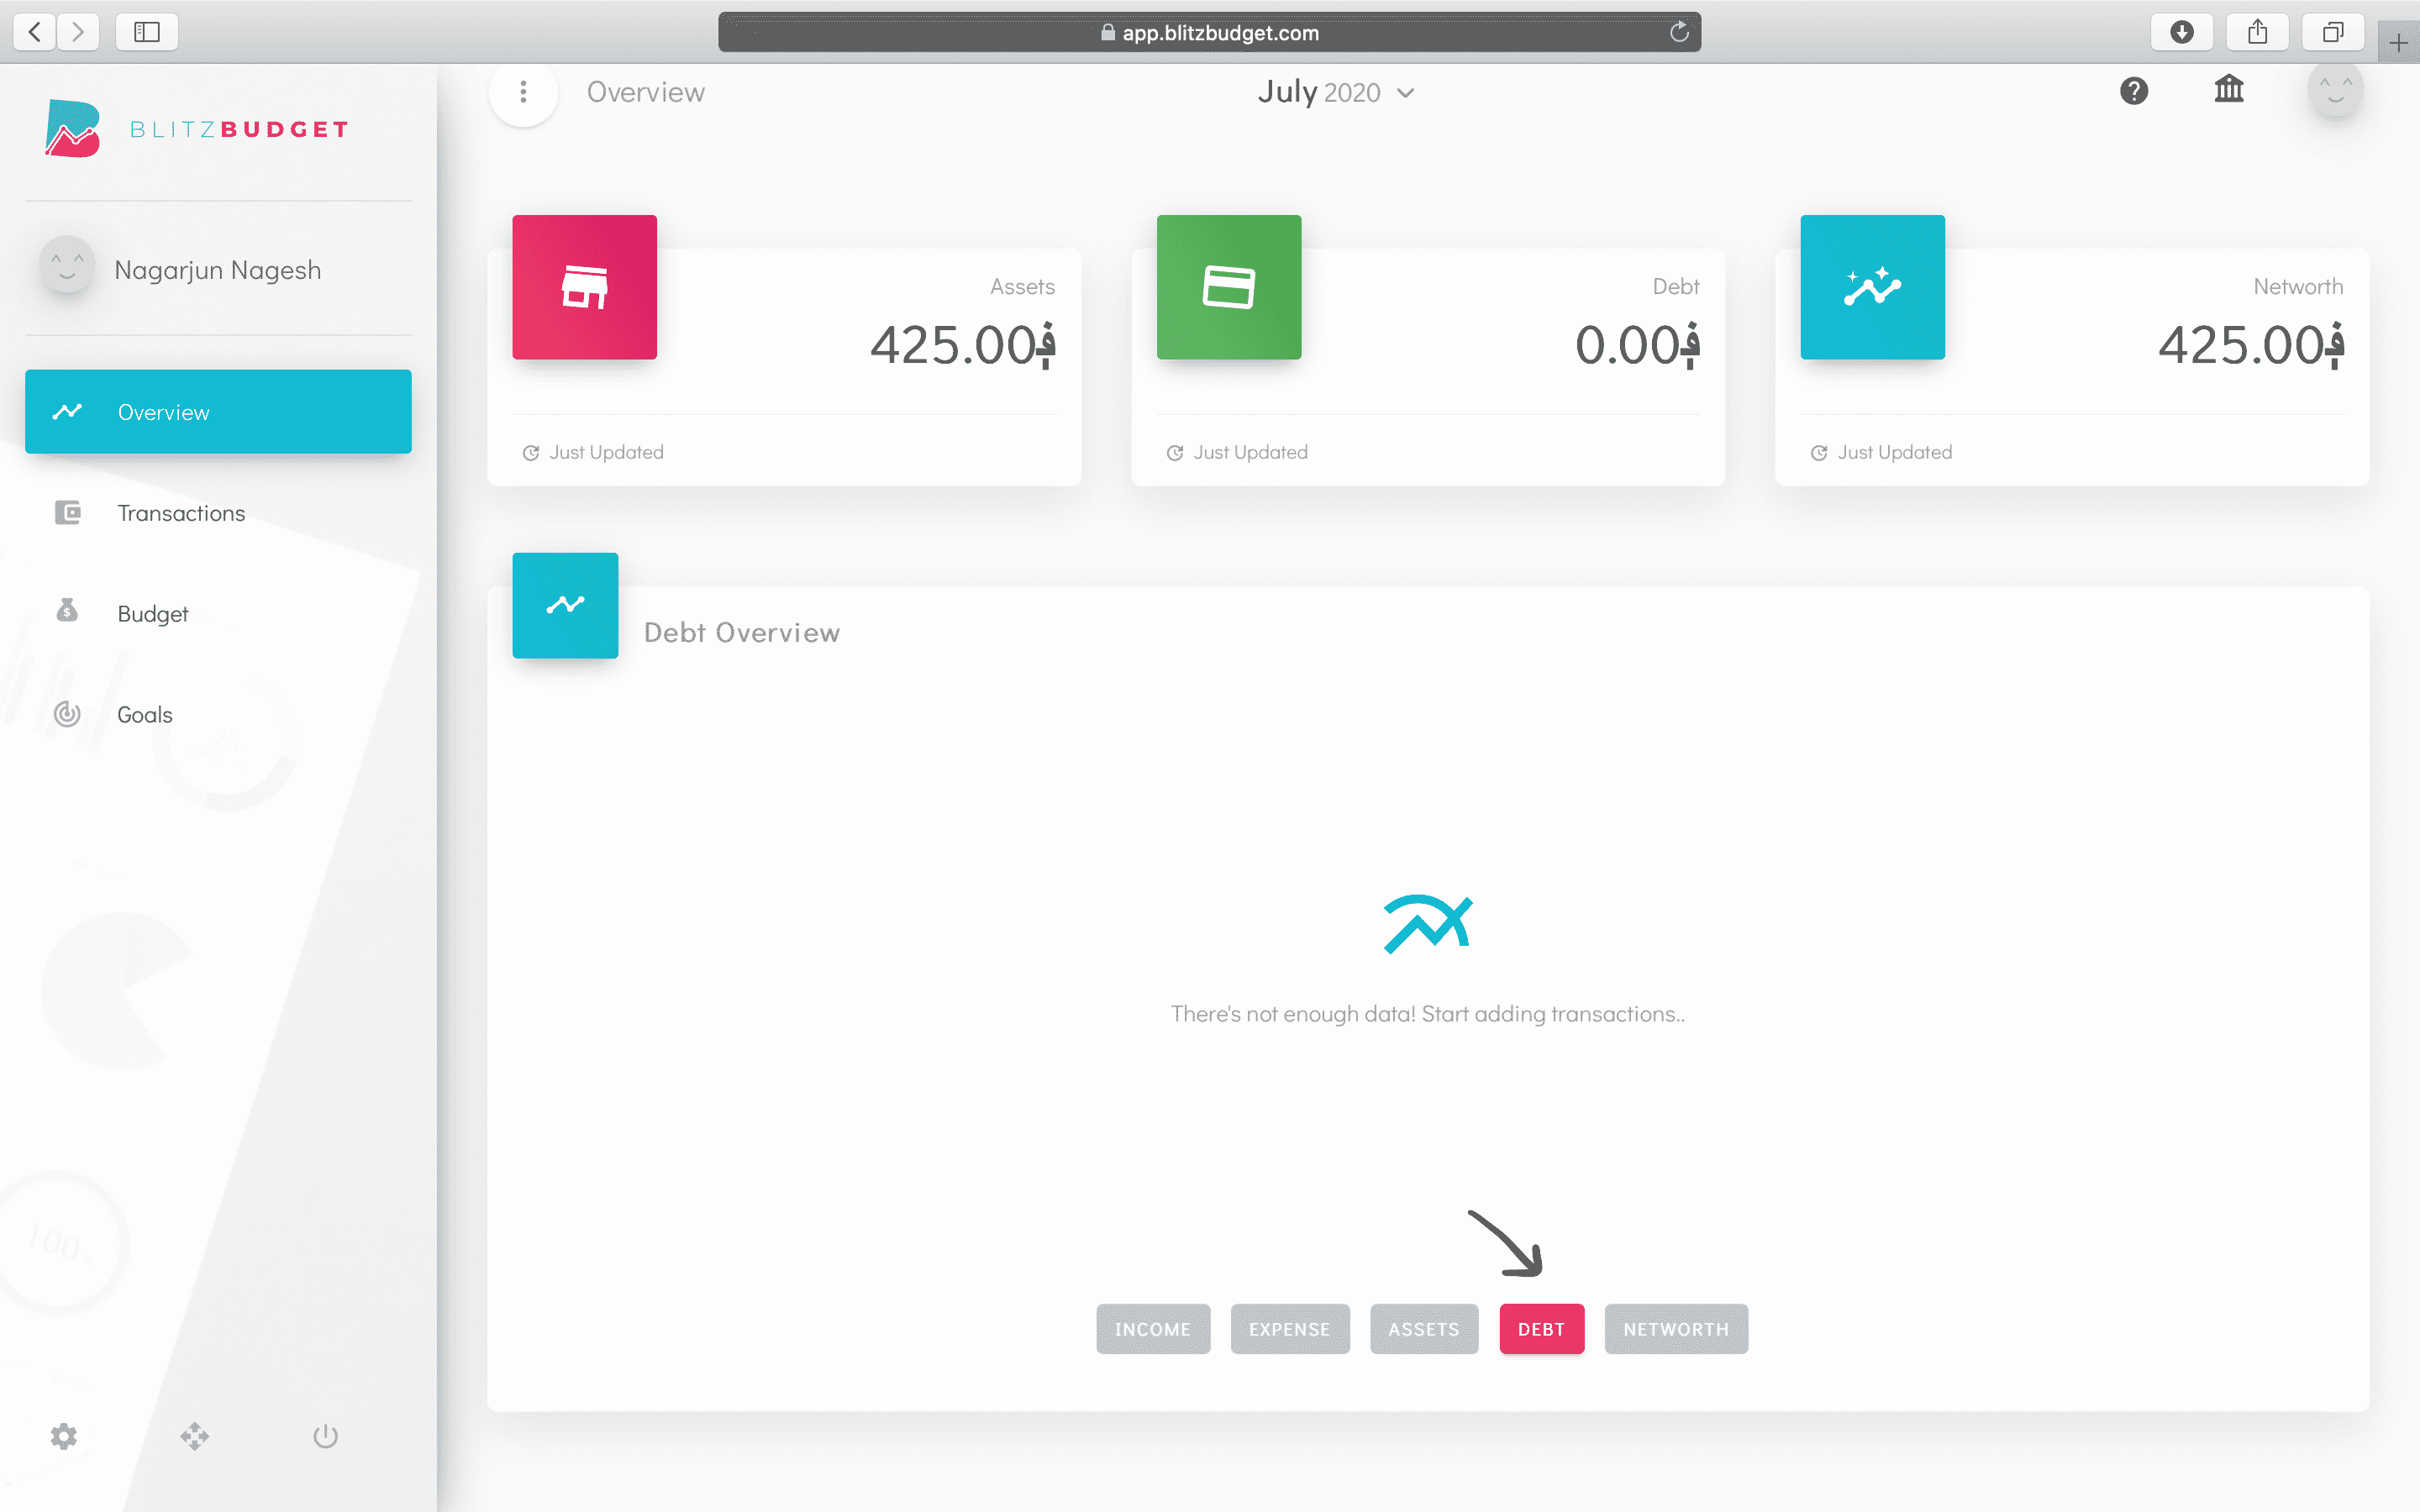 app.blitzbudget.com
BLITZBUDGET
Overview
July 2020
Nagarjun Nagesh
Overview
Transactions
Budget
Goals
Assets
425.00؋
Just Updated
Debt
0.00؋
Just Updated
Networth
425.00؋
Just Updated
Debt Overview
There's not enough data! Start adding transactions..
INCOME
EXPENSE
ASSETS
DEBT
NETWORTH
100